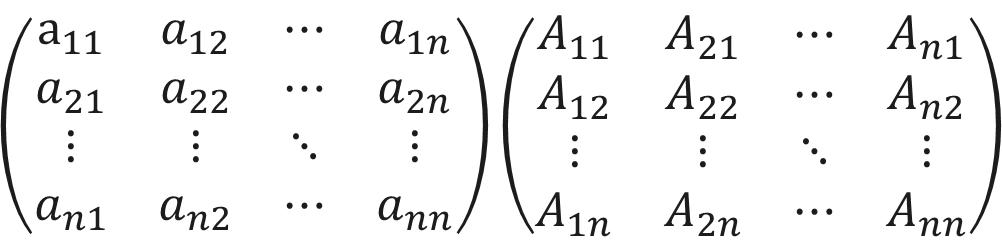 a₁₁ a₁₂ ⋯ a₁ₙ A₁₁ A₂₁ ⋯ Aₙ₁
a₂₁ a₂₂ ⋯ a₂ₙ A₁₂ A₂₂ ⋯ Aₙ₂
⋮ ⋮ ⋱ ⋮ ⋮ ⋮ ⋱ ⋮
aₙ₁ aₙ₂ ⋯ aₙₙ A₁ₙ A₂ₙ ⋯ Aₙₙ